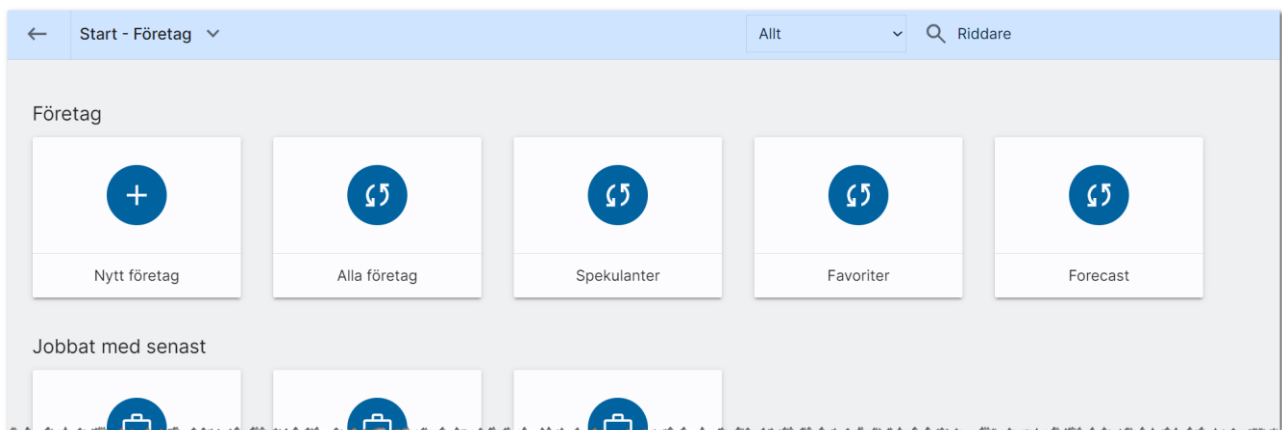 Start - Företag
Allt
Riddare
Företag
Nytt företag
Alla företag
Spekulanter
Favoriter
Forecast
Jobbat med senast